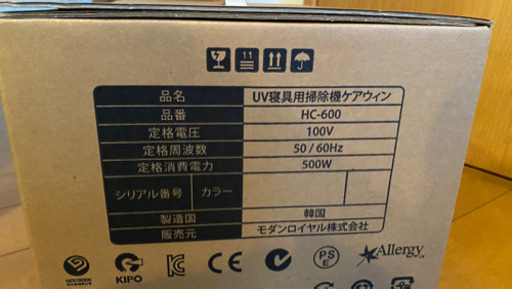 11
品名 UV寝具用掃除機ケアウィン
品番 HC-600
定格電圧 100V
定格周波数 50 / 60Hz
定格消費電力 500W
シリアル番号 カラー
製造国 韓国
販売元 モダンロイヤル株式会社
KIPO CE PS E Allergy